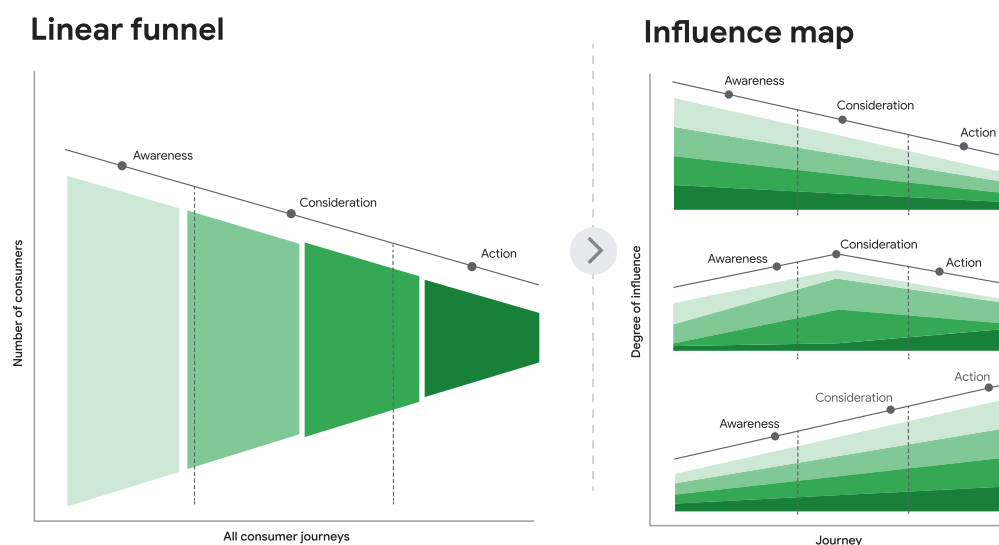 Linear funnel
Number of consumers
Awareness
Consideration
Action
All consumer journeys
Influence map
Degree of influence
Awareness
Consideration
Action
Awareness
Consideration
Action
Awareness
Consideration
Action
Journey